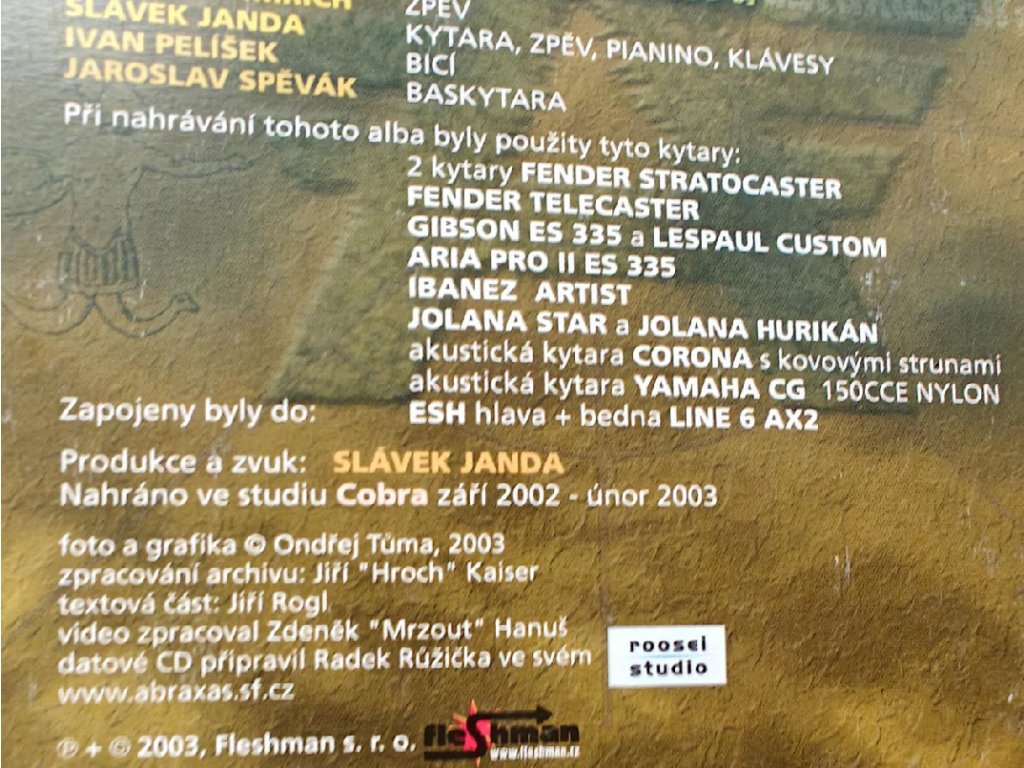 ZPĚV
SLÁVEK JANDA KYTARA, ZPĚV, PIANINO, KLÁVESY
IVAN PELÍŠEK BICÍ
JAROSLAV SPĚVÁK BASKYTARA
Při nahrávání tohoto alba byly použity tyto kytary:
2 kytary FENDER STRATOCASTER
FENDER TELECASTER
GIBSON ES 335 a LESPAUL CUSTOM
ARIA PRO II ES 335
IBANEZ ARTIST
JOLANA STAR a JOLANA HURIKÁN
akustická kytara CORONA s kovovými strunami
akustická kytara YAMAHA CG 150CCE NYLON
Zapojeny byly do: ESH hlava + bedna LINE 6 AX2
Produkce a zvuk: SLÁVEK JANDA
Nahráno ve studiu Cobra září 2002 - únor 2003
foto a grafika © Ondřej Tůma, 2003
zpracování archivu: Jiří "Hroch" Kaiser
textová část: Jiří Rogl
video zpracoval Zdeněk "Mrzout" Hanuš
datové CD připravil Radek Růžička ve svém
roosei
studio
www.abraxas.sf.cz
℗ + © 2003, Fleshman s. r. o. fleshman
www.fleshman.cz